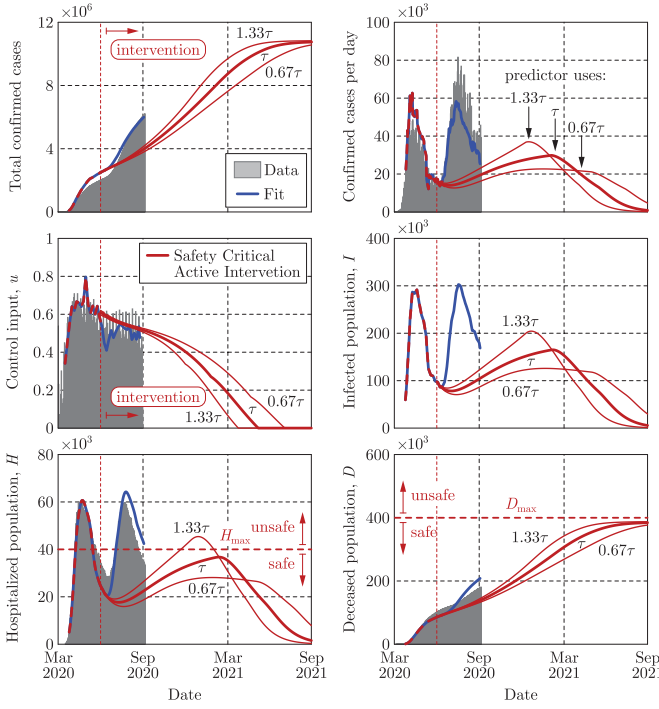 Total confirmed cases
×10⁶
12
8
4
0
intervention
1.33τ
τ
0.67τ
Data
Fit
Confirmed cases per day
×10³
100
80
60
40
20
0
predictor uses:
1.33τ
τ
0.67τ
Control input, u
1
0.8
0.6
0.4
0.2
0
Safety Critical
Active Intervetion
intervention
1.33τ
τ
0.67τ
Infected population, I
×10³
400
300
200
100
0
1.33τ
τ
0.67τ
Hospitalized population, H
×10³
80
60
40
20
0
1.33τ
τ
0.67τ
Hmax
unsafe
safe
Mar
2020
Sep
2020
Mar
2021
Sep
2021
Date
Deceased population, D
×10³
600
400
200
0
unsafe
safe
Dmax
1.33τ
τ
0.67τ
Mar
2020
Sep
2020
Mar
2021
Sep
2021
Date